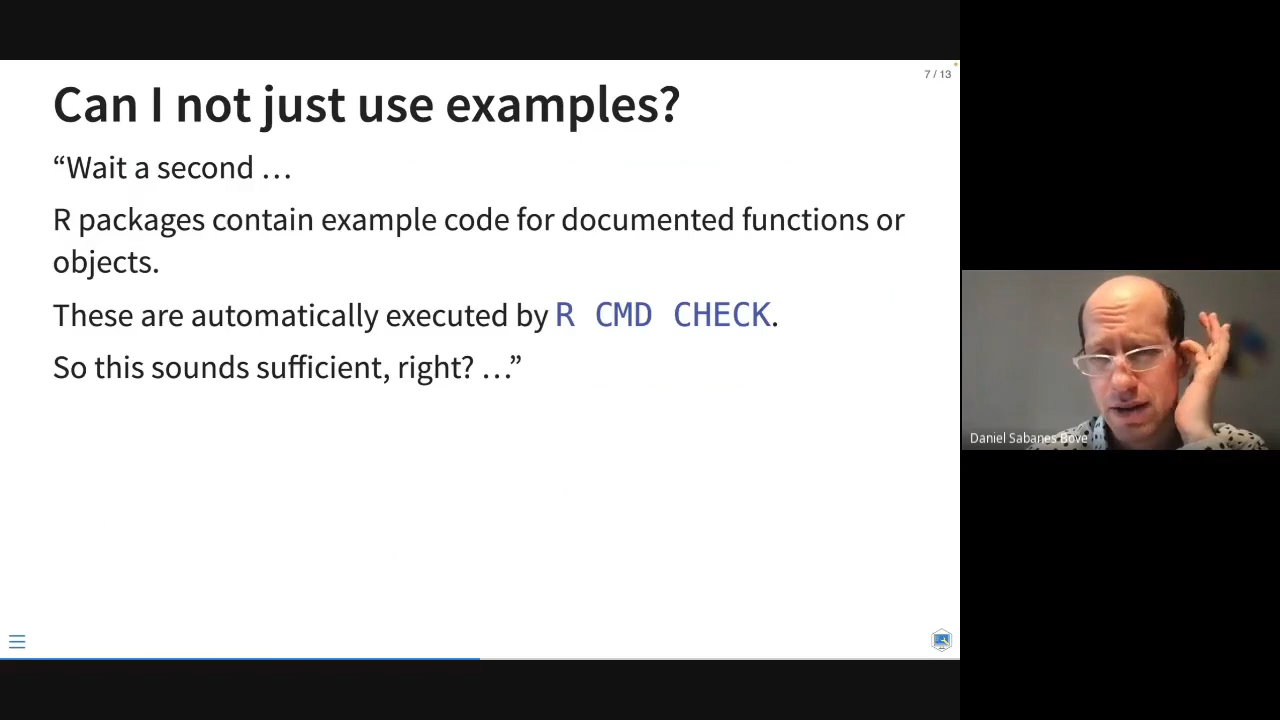 7 / 13
Can I not just use examples?
“Wait a second …
R packages contain example code for documented functions or
objects.
These are automatically executed by R CMD CHECK.
So this sounds sufficient, right? …”
Daniel Sabanes Bove